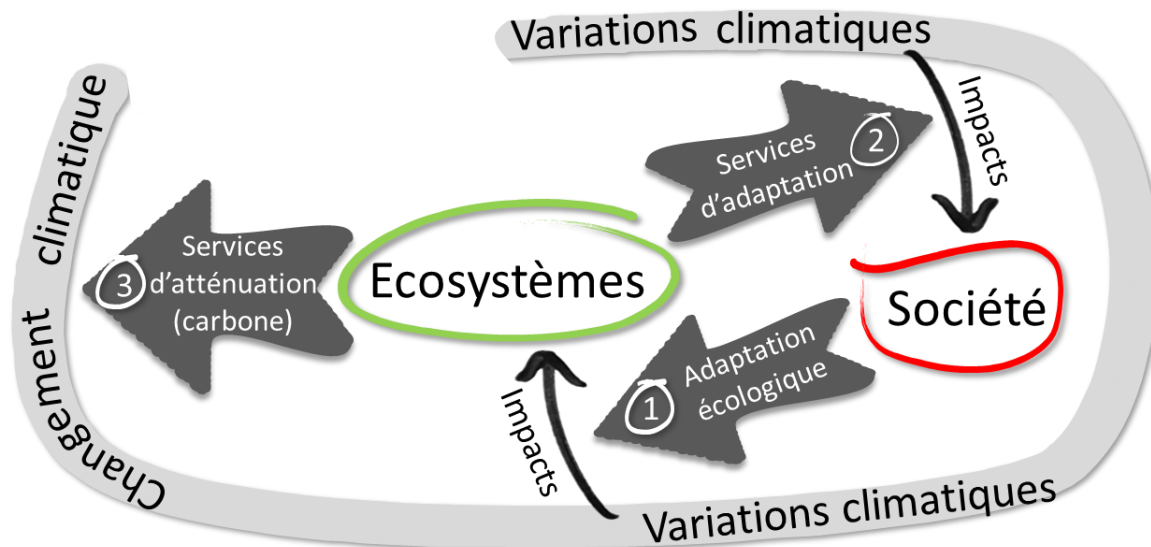 Variations climatiques
Impacts
Services
d’adaptation
2
Changement climatique
Services
d’atténuation
(carbone)
3
Ecosystèmes
Société
Adaptation
écologique
1
Impacts
Variations climatiques